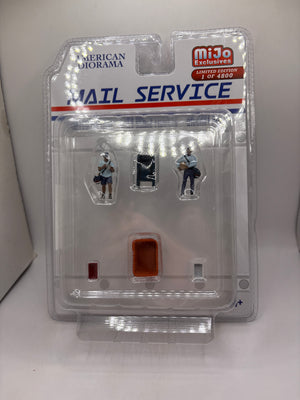 AMERICAN
DIORAMA
MiJo
Exclusives
LIMITED EDITION
1 OF 4800
MAIL SERVICE